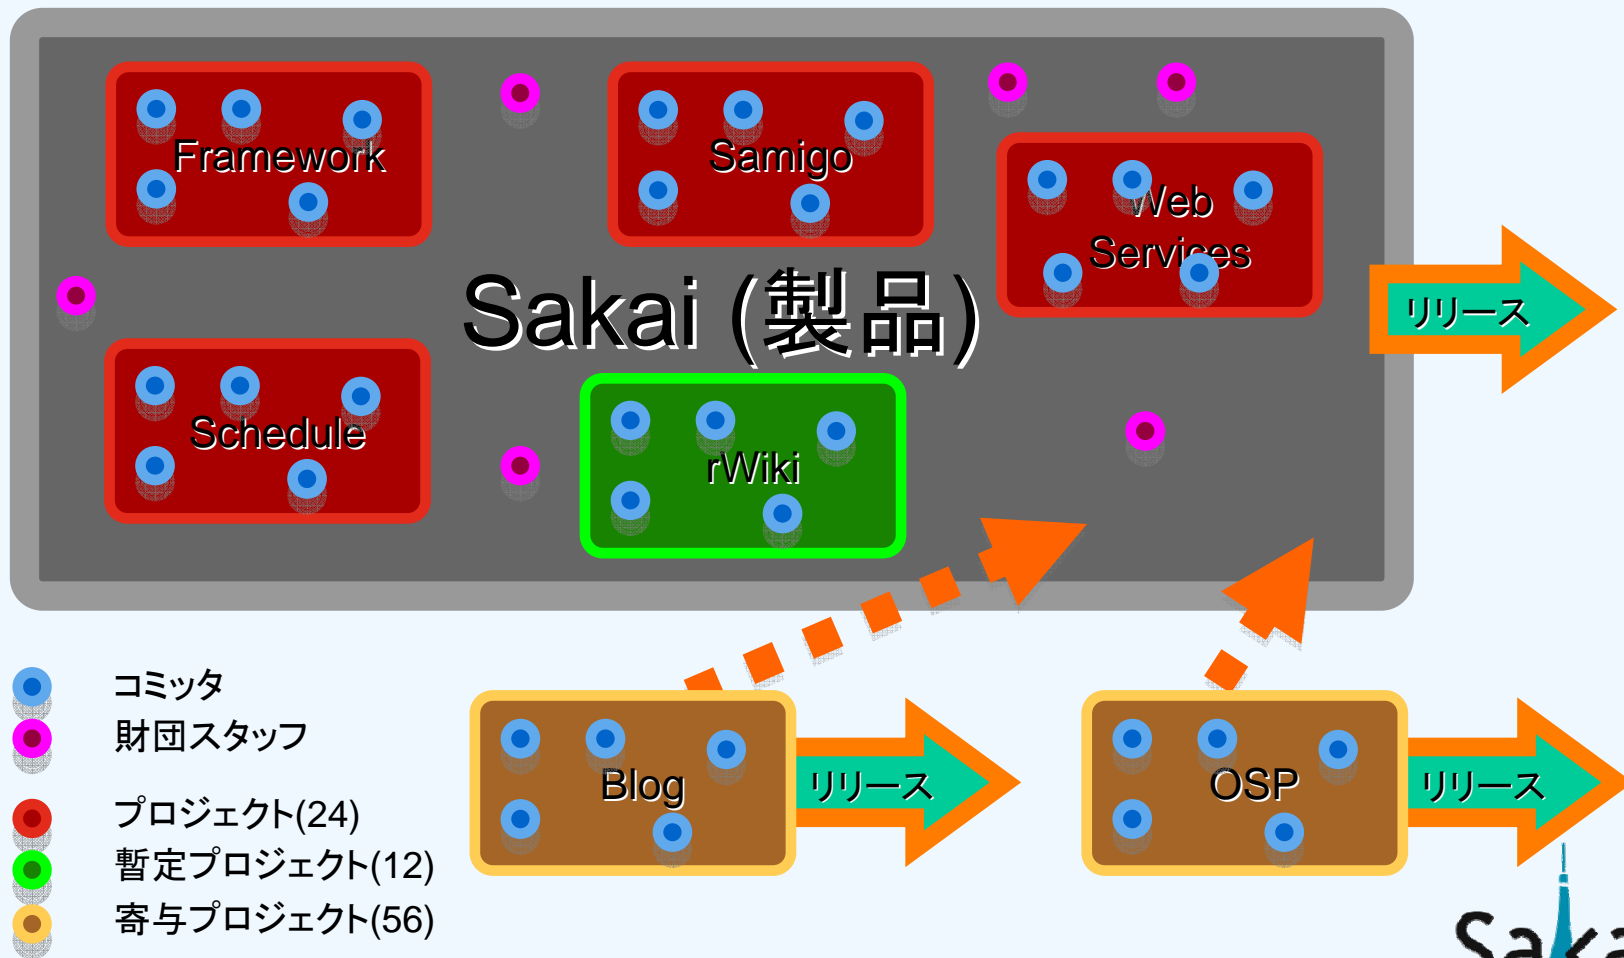 Framework
Samigo
Web
Services
Sakai (製品)
リリース
Schedule
rWiki
コミッタ
財団スタッフ
プロジェクト(24)
暫定プロジェクト(12)
寄与プロジェクト(56)
Blog
リリース
OSP
リリース
Saka